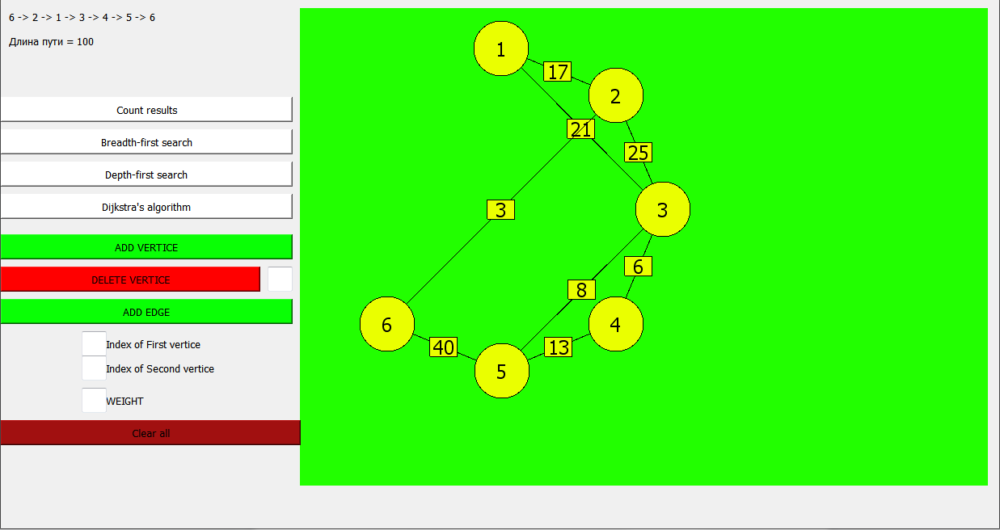 6 -> 2 -> 1 -> 3 -> 4 -> 5 -> 6
Длина пути = 100
Count results
Breadth-first search
Depth-first search
Dijkstra's algorithm
ADD VERTICE
DELETE VERTICE
ADD EDGE
Index of First vertice
Index of Second vertice
WEIGHT
Clear all
1
17
2
21
25
3
3
6
8
6
4
40
13
5